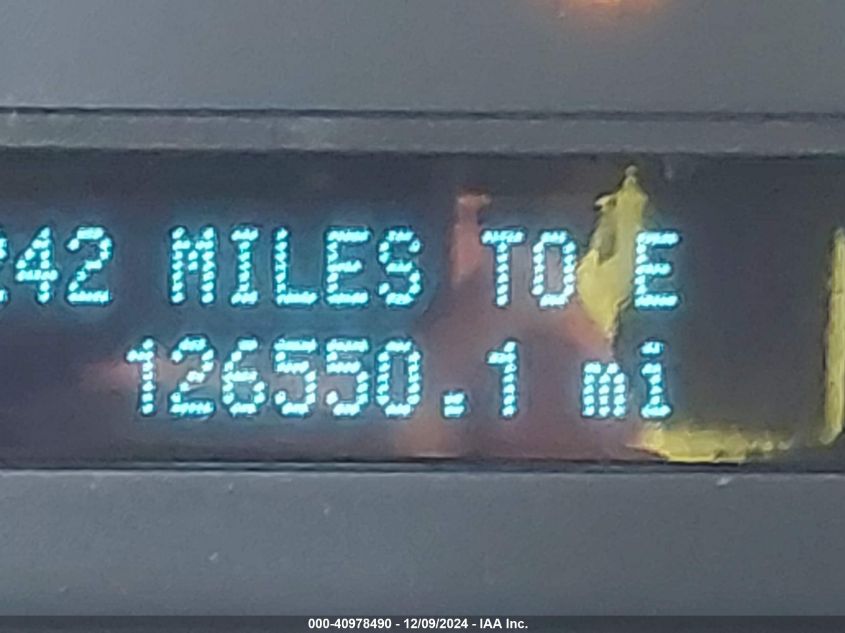 242 MILES TO E
126550.1 mi
000-40978490 - 12/09/2024 - IAA Inc.